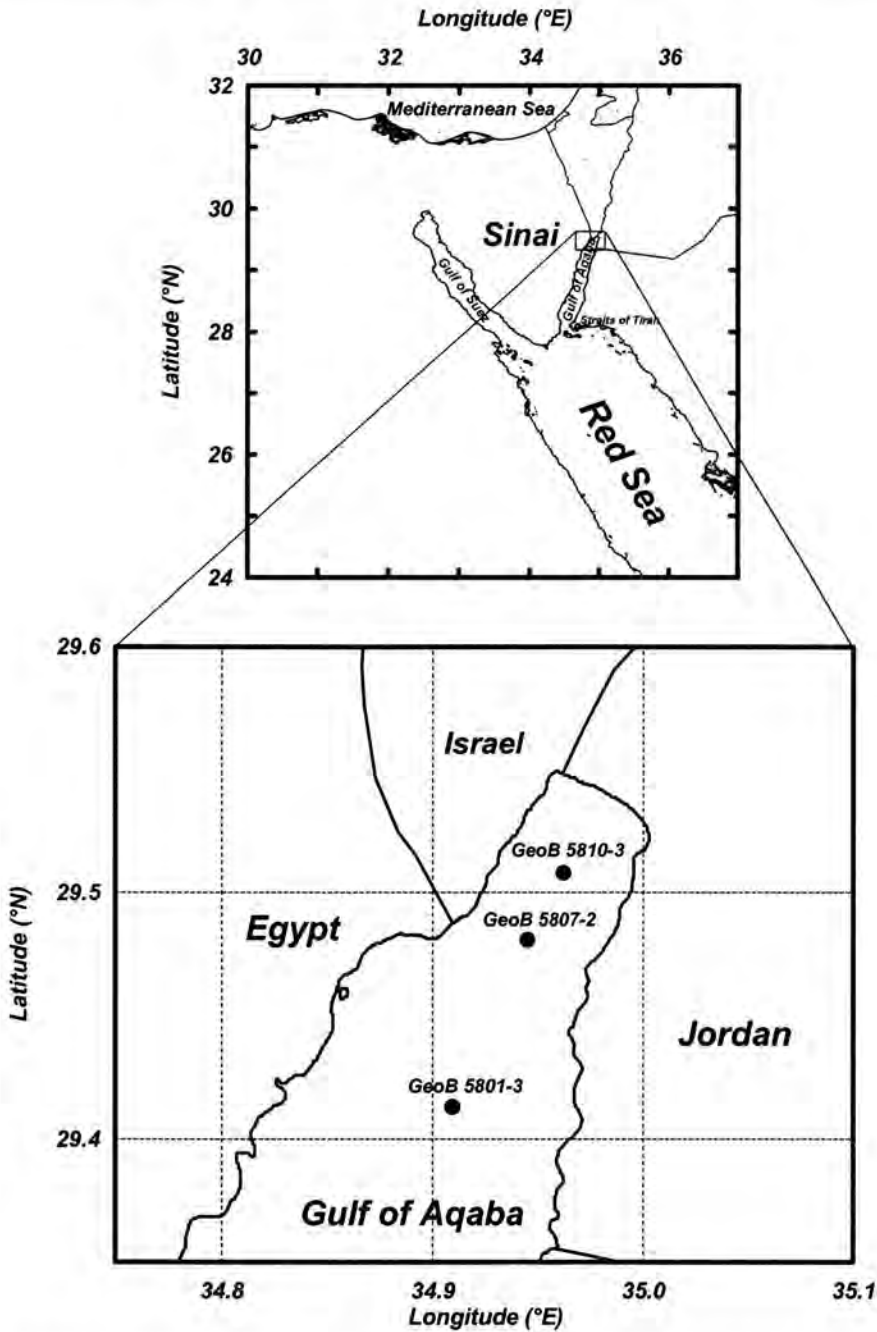 Longitude (°E)
30 32 34 36
32
Mediterranean Sea
30
Sinai
Gulf of Suez
Gulf of Aqaba
Straits of Tiran
28
Latitude (°N)
Red Sea
26
24
29.6
Israel
GeoB 5810-3
29.5
GeoB 5807-2
Egypt
Latitude (°N)
Jordan
GeoB 5801-3
29.4
Gulf of Aqaba
34.8 34.9 35.0 35.1
Longitude (°E)